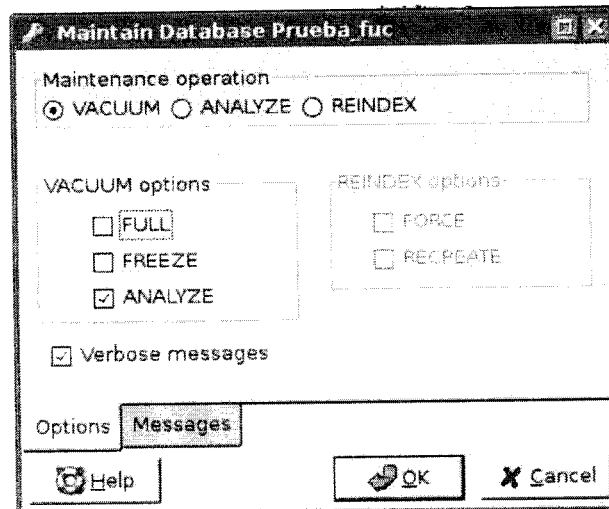 Maintain Database Prueba_fuc
Maintenance operation
VACUUM ANALYZE REINDEX
VACUUM options
REINDEX options
FULL
FORCE
FREEZE
RECREATE
ANALYZE
Verbose messages
Options Messages
Help OK Cancel